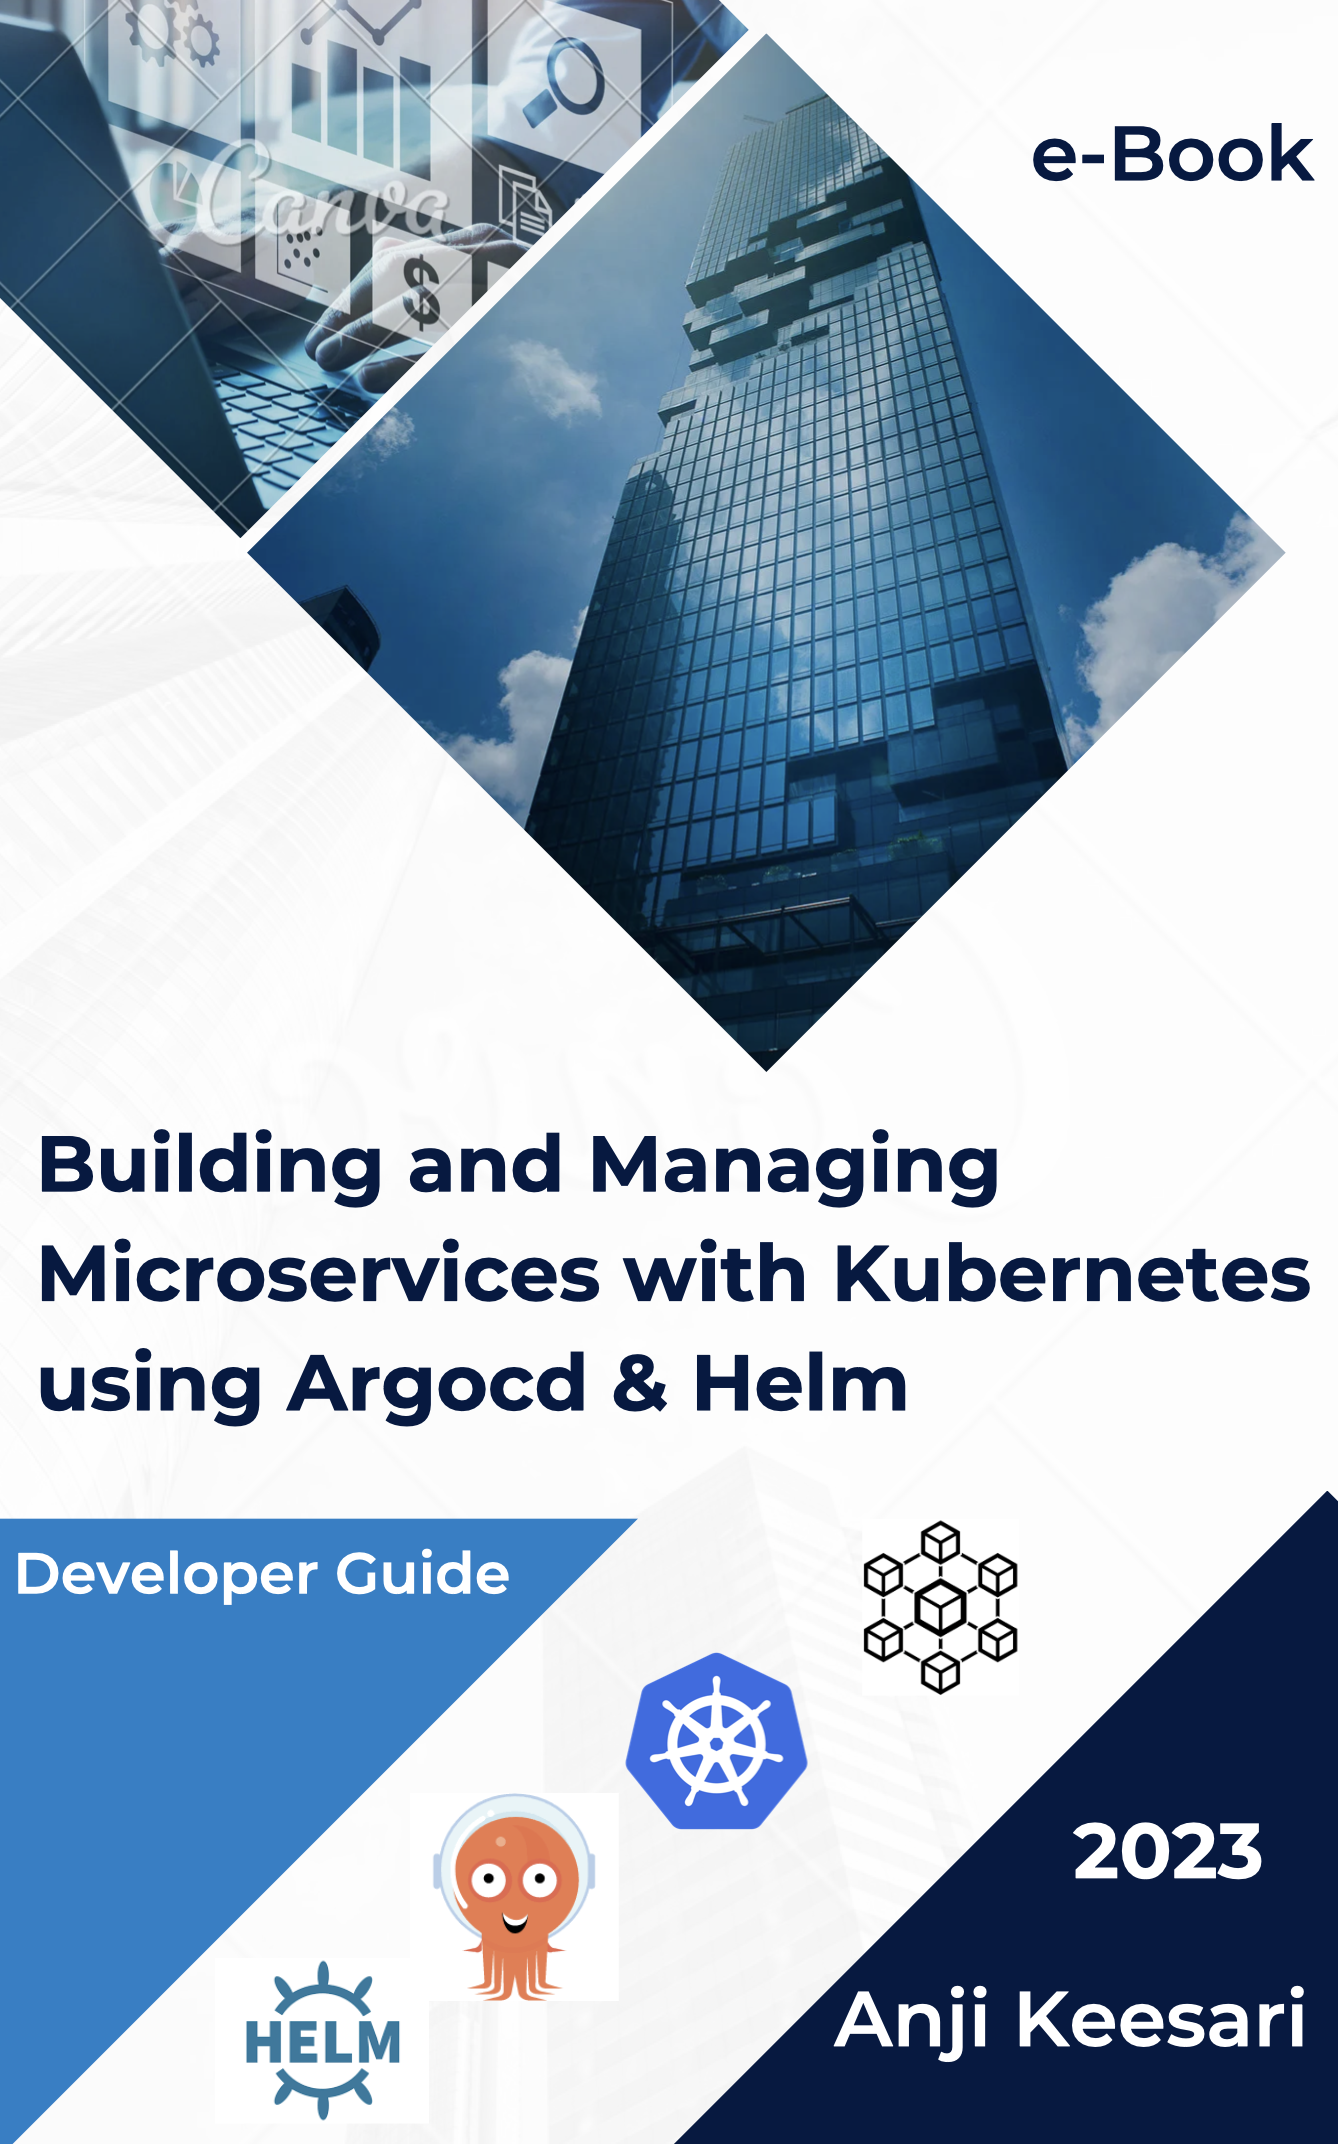 Canva
$
e-Book
Building and Managing
Microservices with Kubernetes
using Argocd & Helm
Developer Guide
2023
HELM
Anji Keesari